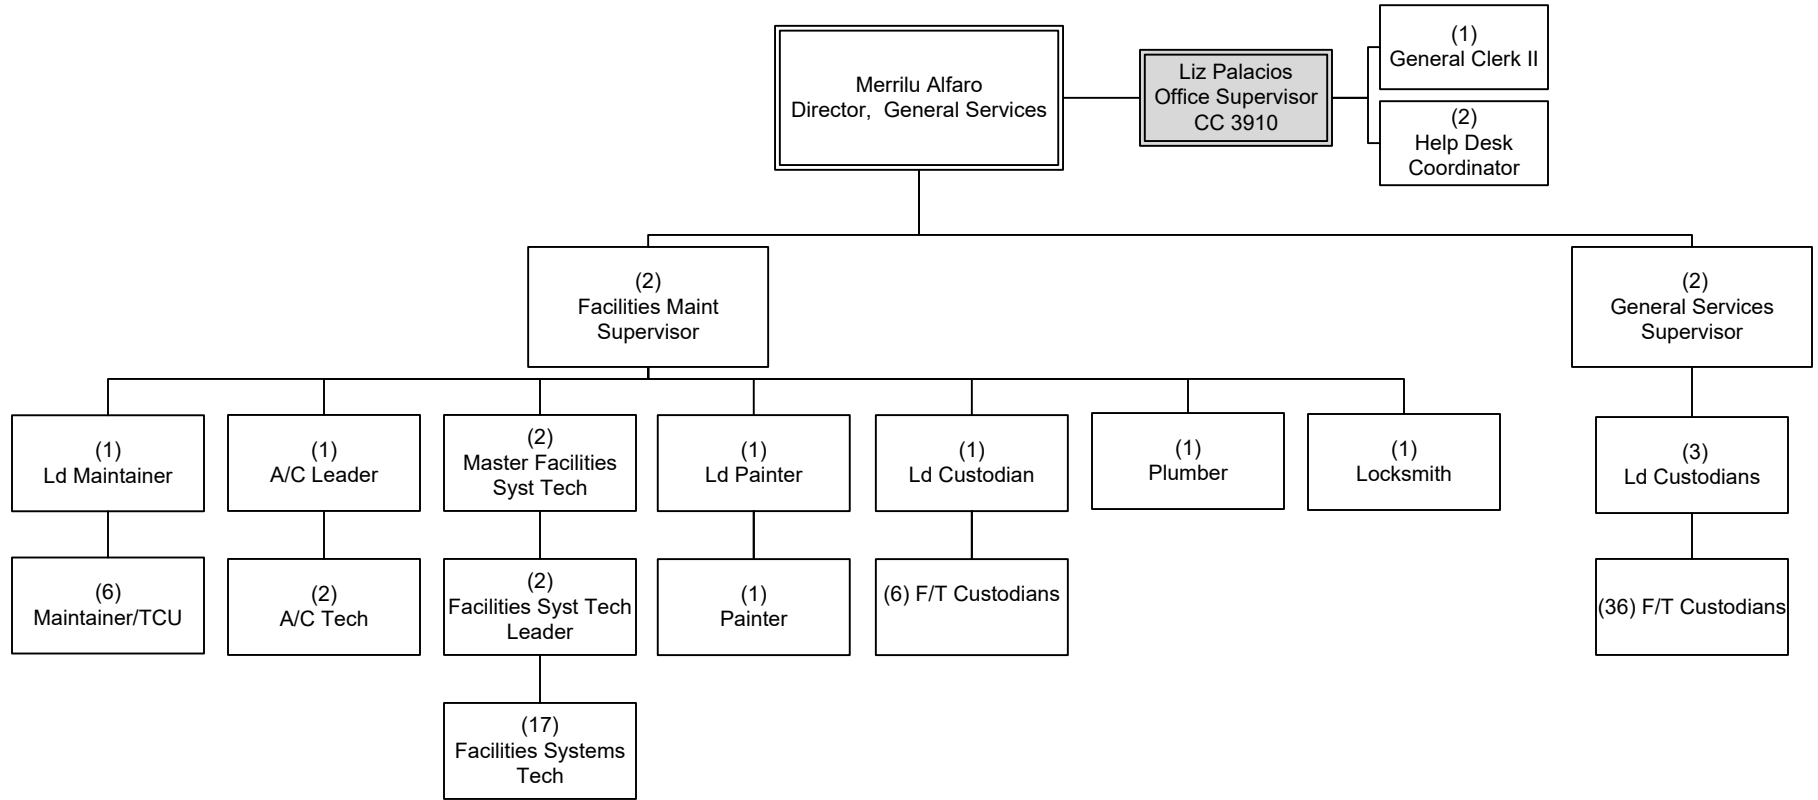 Merrilu Alfaro
Director,  General Services
Liz Palacios
Office Supervisor
CC 3910
(1)
General Clerk II
(2)
Help Desk
Coordinator
(2)
Facilities Maint
Supervisor
(2)
General Services
Supervisor
(1)
Ld Maintainer
(1)
A/C Leader
(2)
Master Facilities
Syst Tech
(1)
Ld Painter
(1)
Ld Custodian
(1)
Plumber
(1)
Locksmith
(3)
Ld Custodians
(6)
Maintainer/TCU
(2)
A/C Tech
(2)
Facilities Syst Tech
Leader
(1)
Painter
(6) F/T Custodians
(36) F/T Custodians
(17)
Facilities Systems
Tech